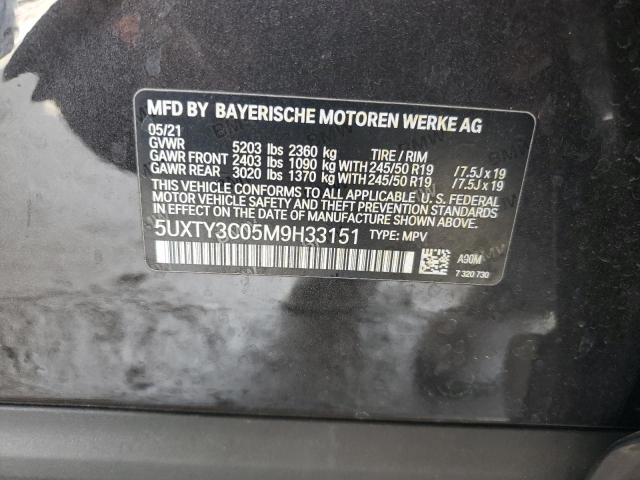 MFD BY BAYERISCHE MOTOREN WERKE AG
05/21
GVWR 5203 lbs 2360 kg TIRE / RIM
GAWR FRONT 2403 lbs 1090 kg WITH 245/50 R19 / 7.5J x 19
GAWR REAR 3020 lbs 1370 kg WITH 245/50 R19 / 7.5J x 19
THIS VEHICLE CONFORMS TO ALL APPLICABLE U. S. FEDERAL
MOTOR VEHICLE SAFETY, BUMPER, AND THEFT PREVENTION
STANDARDS IN EFFECT ON THE DATE OF MANUFACTURE SHOWN ABOVE.
5UXTY3C05M9H33151 TYPE: MPV
A90M
7 320 730